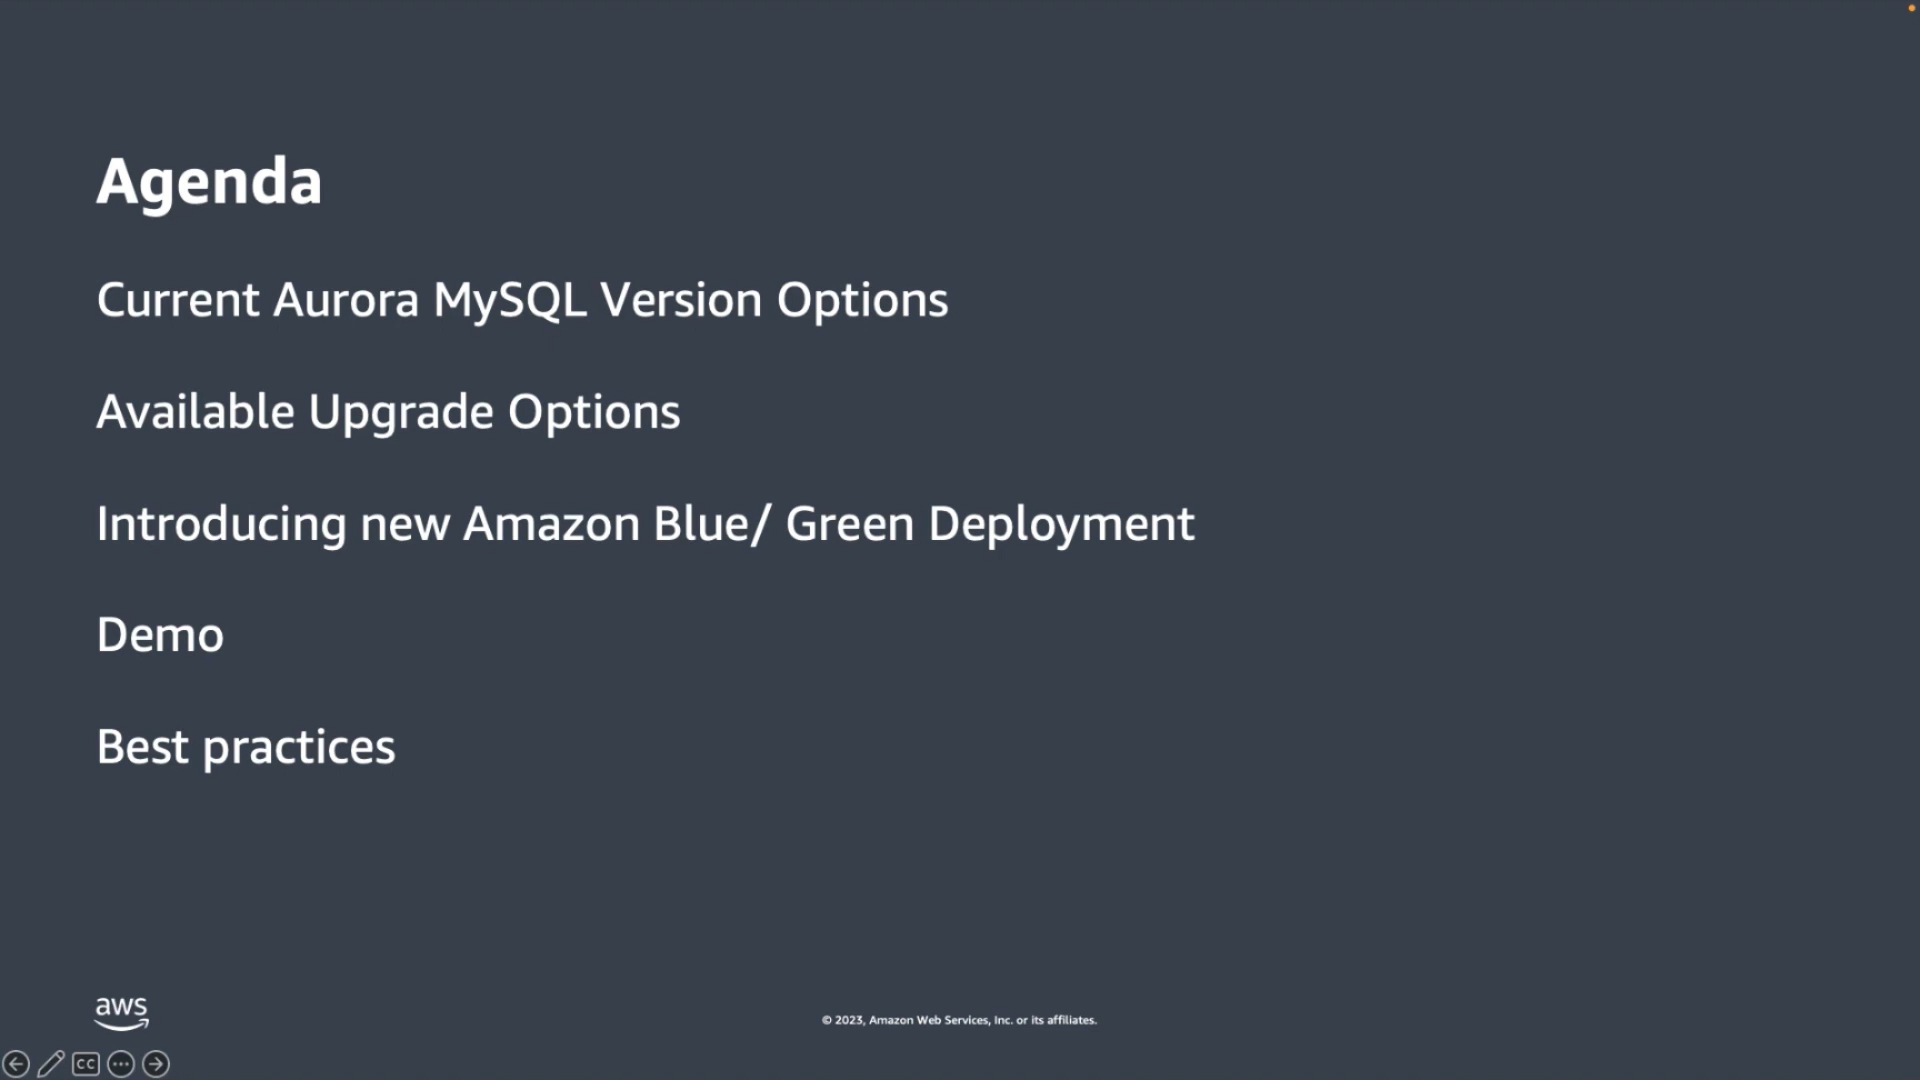 Agenda
Current Aurora MySQL Version Options
Available Upgrade Options
Introducing new Amazon Blue/ Green Deployment
Demo
Best practices
aws
© 2023, Amazon Web Services, Inc. or its affiliates.
CC